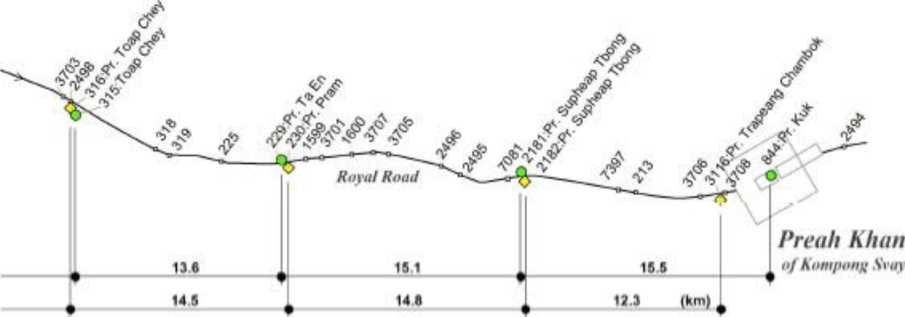 3703
2498
316:Pr. Toap Chey
315:Toap Chey
318
319
225
229:Pr. Ta En
230:Pr. Pram
1599
3701
1600
3707
3705
2496
2495
7081
2181:Pr. Supheap Tbong
2182:Pr. Supheap Tbong
7397
213
3706
3116:Pr. Trapeang Chambok
3708
844:Pr. Kuk
2494
Royal Road
Preah Khan
of Kompong Svay
13.6
15.1
15.5
14.5
14.8
12.3
(km)